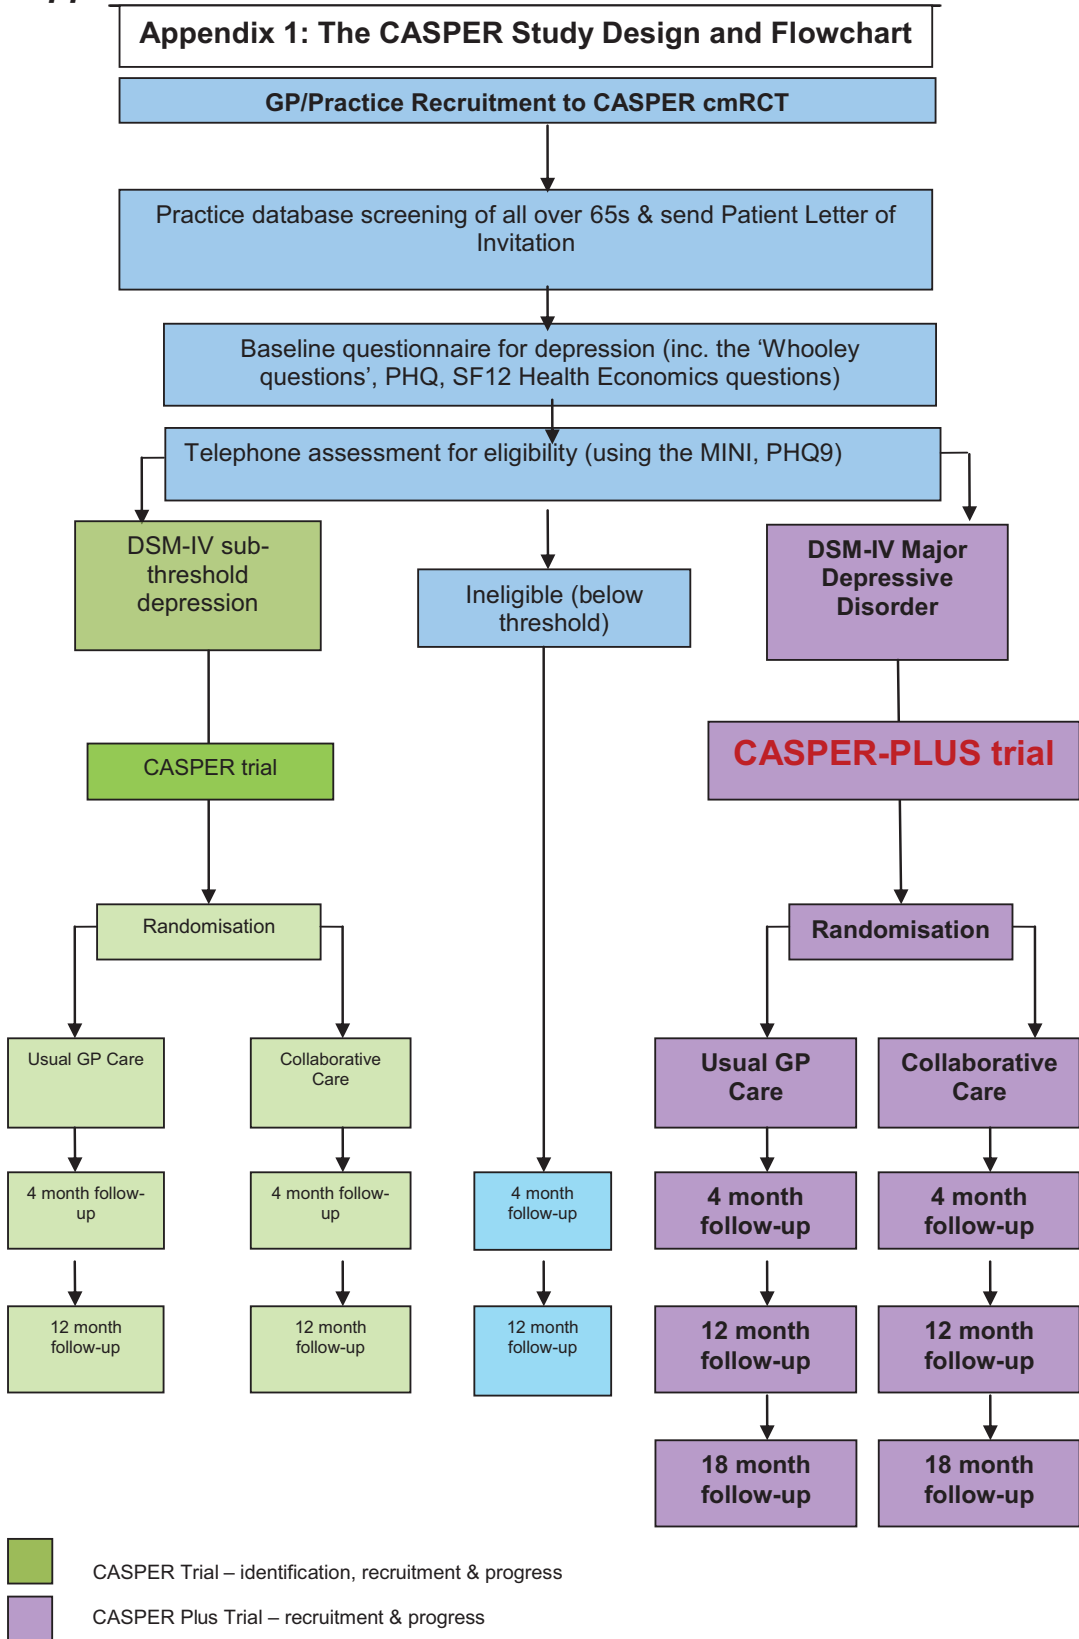 Appendix 1: The CASPER Study Design and Flowchart
GP/Practice Recruitment to CASPER cmRCT
Practice database screening of all over 65s & send Patient Letter of
Invitation
Baseline questionnaire for depression (inc. the ‘Whooley
questions’, PHQ, SF12 Health Economics questions)
Telephone assessment for eligibility (using the MINI, PHQ9)
DSM-IV sub-
threshold
depression
Ineligible (below
threshold)
DSM-IV Major
Depressive
Disorder
CASPER trial
CASPER-PLUS trial
Randomisation
Randomisation
Usual GP Care
Collaborative
Care
Usual GP
Care
Collaborative
Care
4 month follow-
up
4 month follow-
up
4 month
follow-up
4 month
follow-up
4 month
follow-up
12 month
follow-up
12 month
follow-up
12 month
follow-up
12 month
follow-up
12 month
follow-up
18 month
follow-up
18 month
follow-up
CASPER Trial – identification, recruitment & progress
CASPER Plus Trial – recruitment & progress